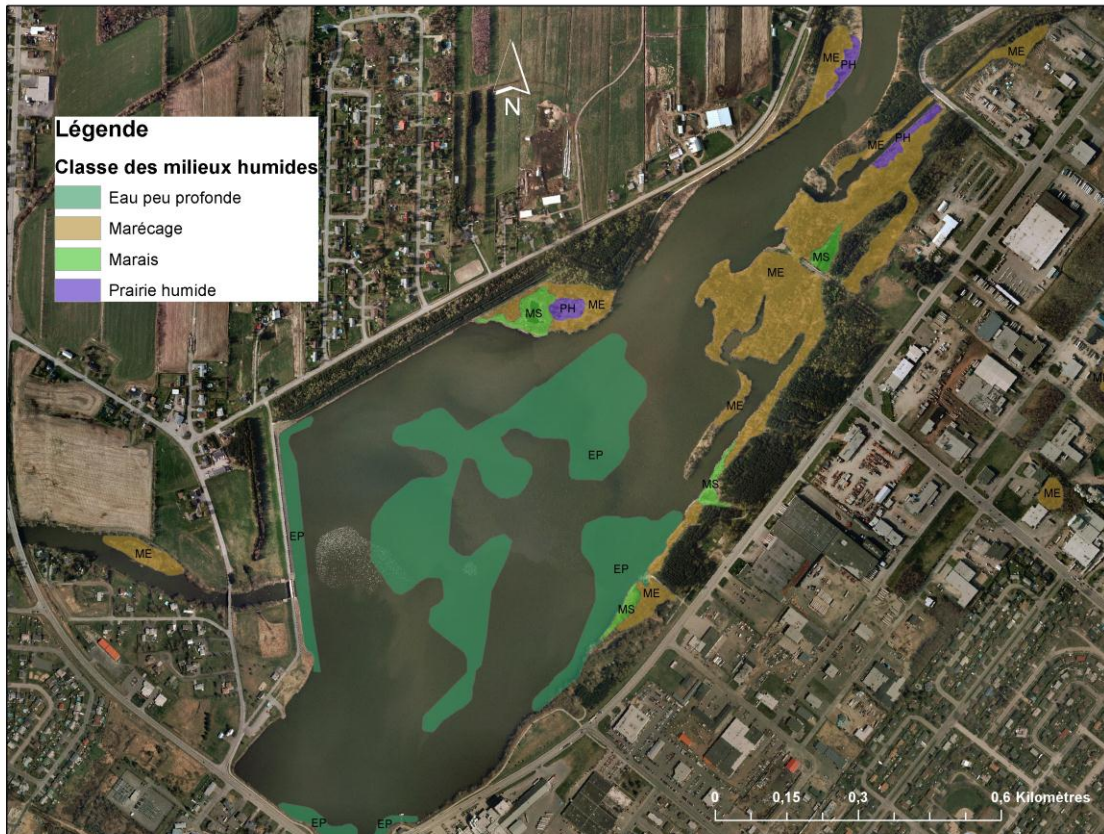 ME
PH
ME
N
Légende
Classe des milieux humides
Eau peu profonde
Marécage
Marais
Prairie humide
ME
PH
MS
ME
MS
PH
ME
ME
EP
MS
ME
EP
ME
EP
ME
MS
EP
EP
0 0,15 0,3 0,6 Kilomètres